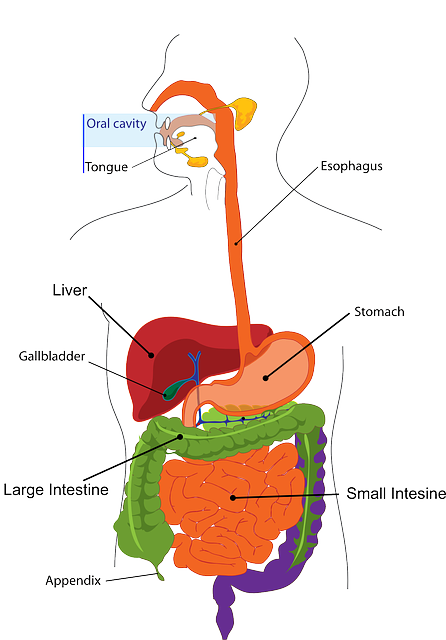 Oral cavity
Tongue
Esophagus
Liver
Stomach
Gallbladder
Large Intestine
Small Intesine
Appendix